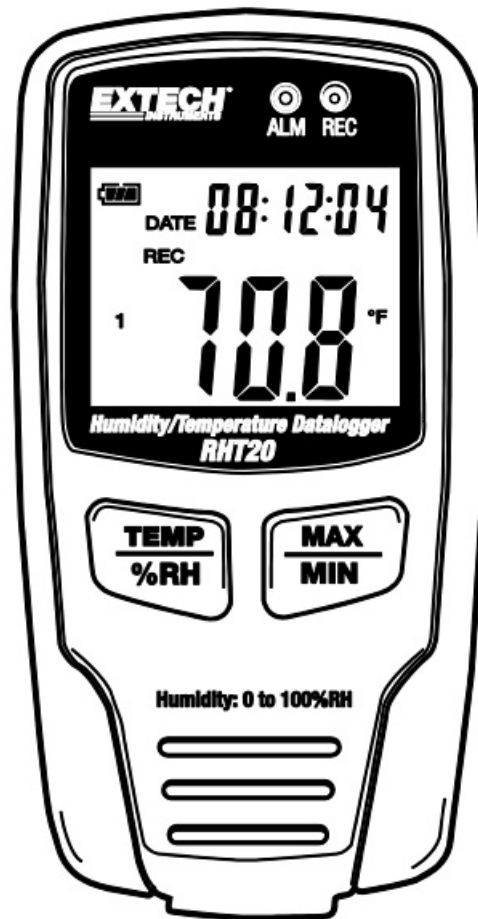 EXTECH
INSTRUMENTS
ALM REC
DATE 08:12:04
REC
1 70.8 °F
Humidity/Temperature Datalogger
RHT20
TEMP
%RH
MAX
MIN
Humidity: 0 to 100%RH